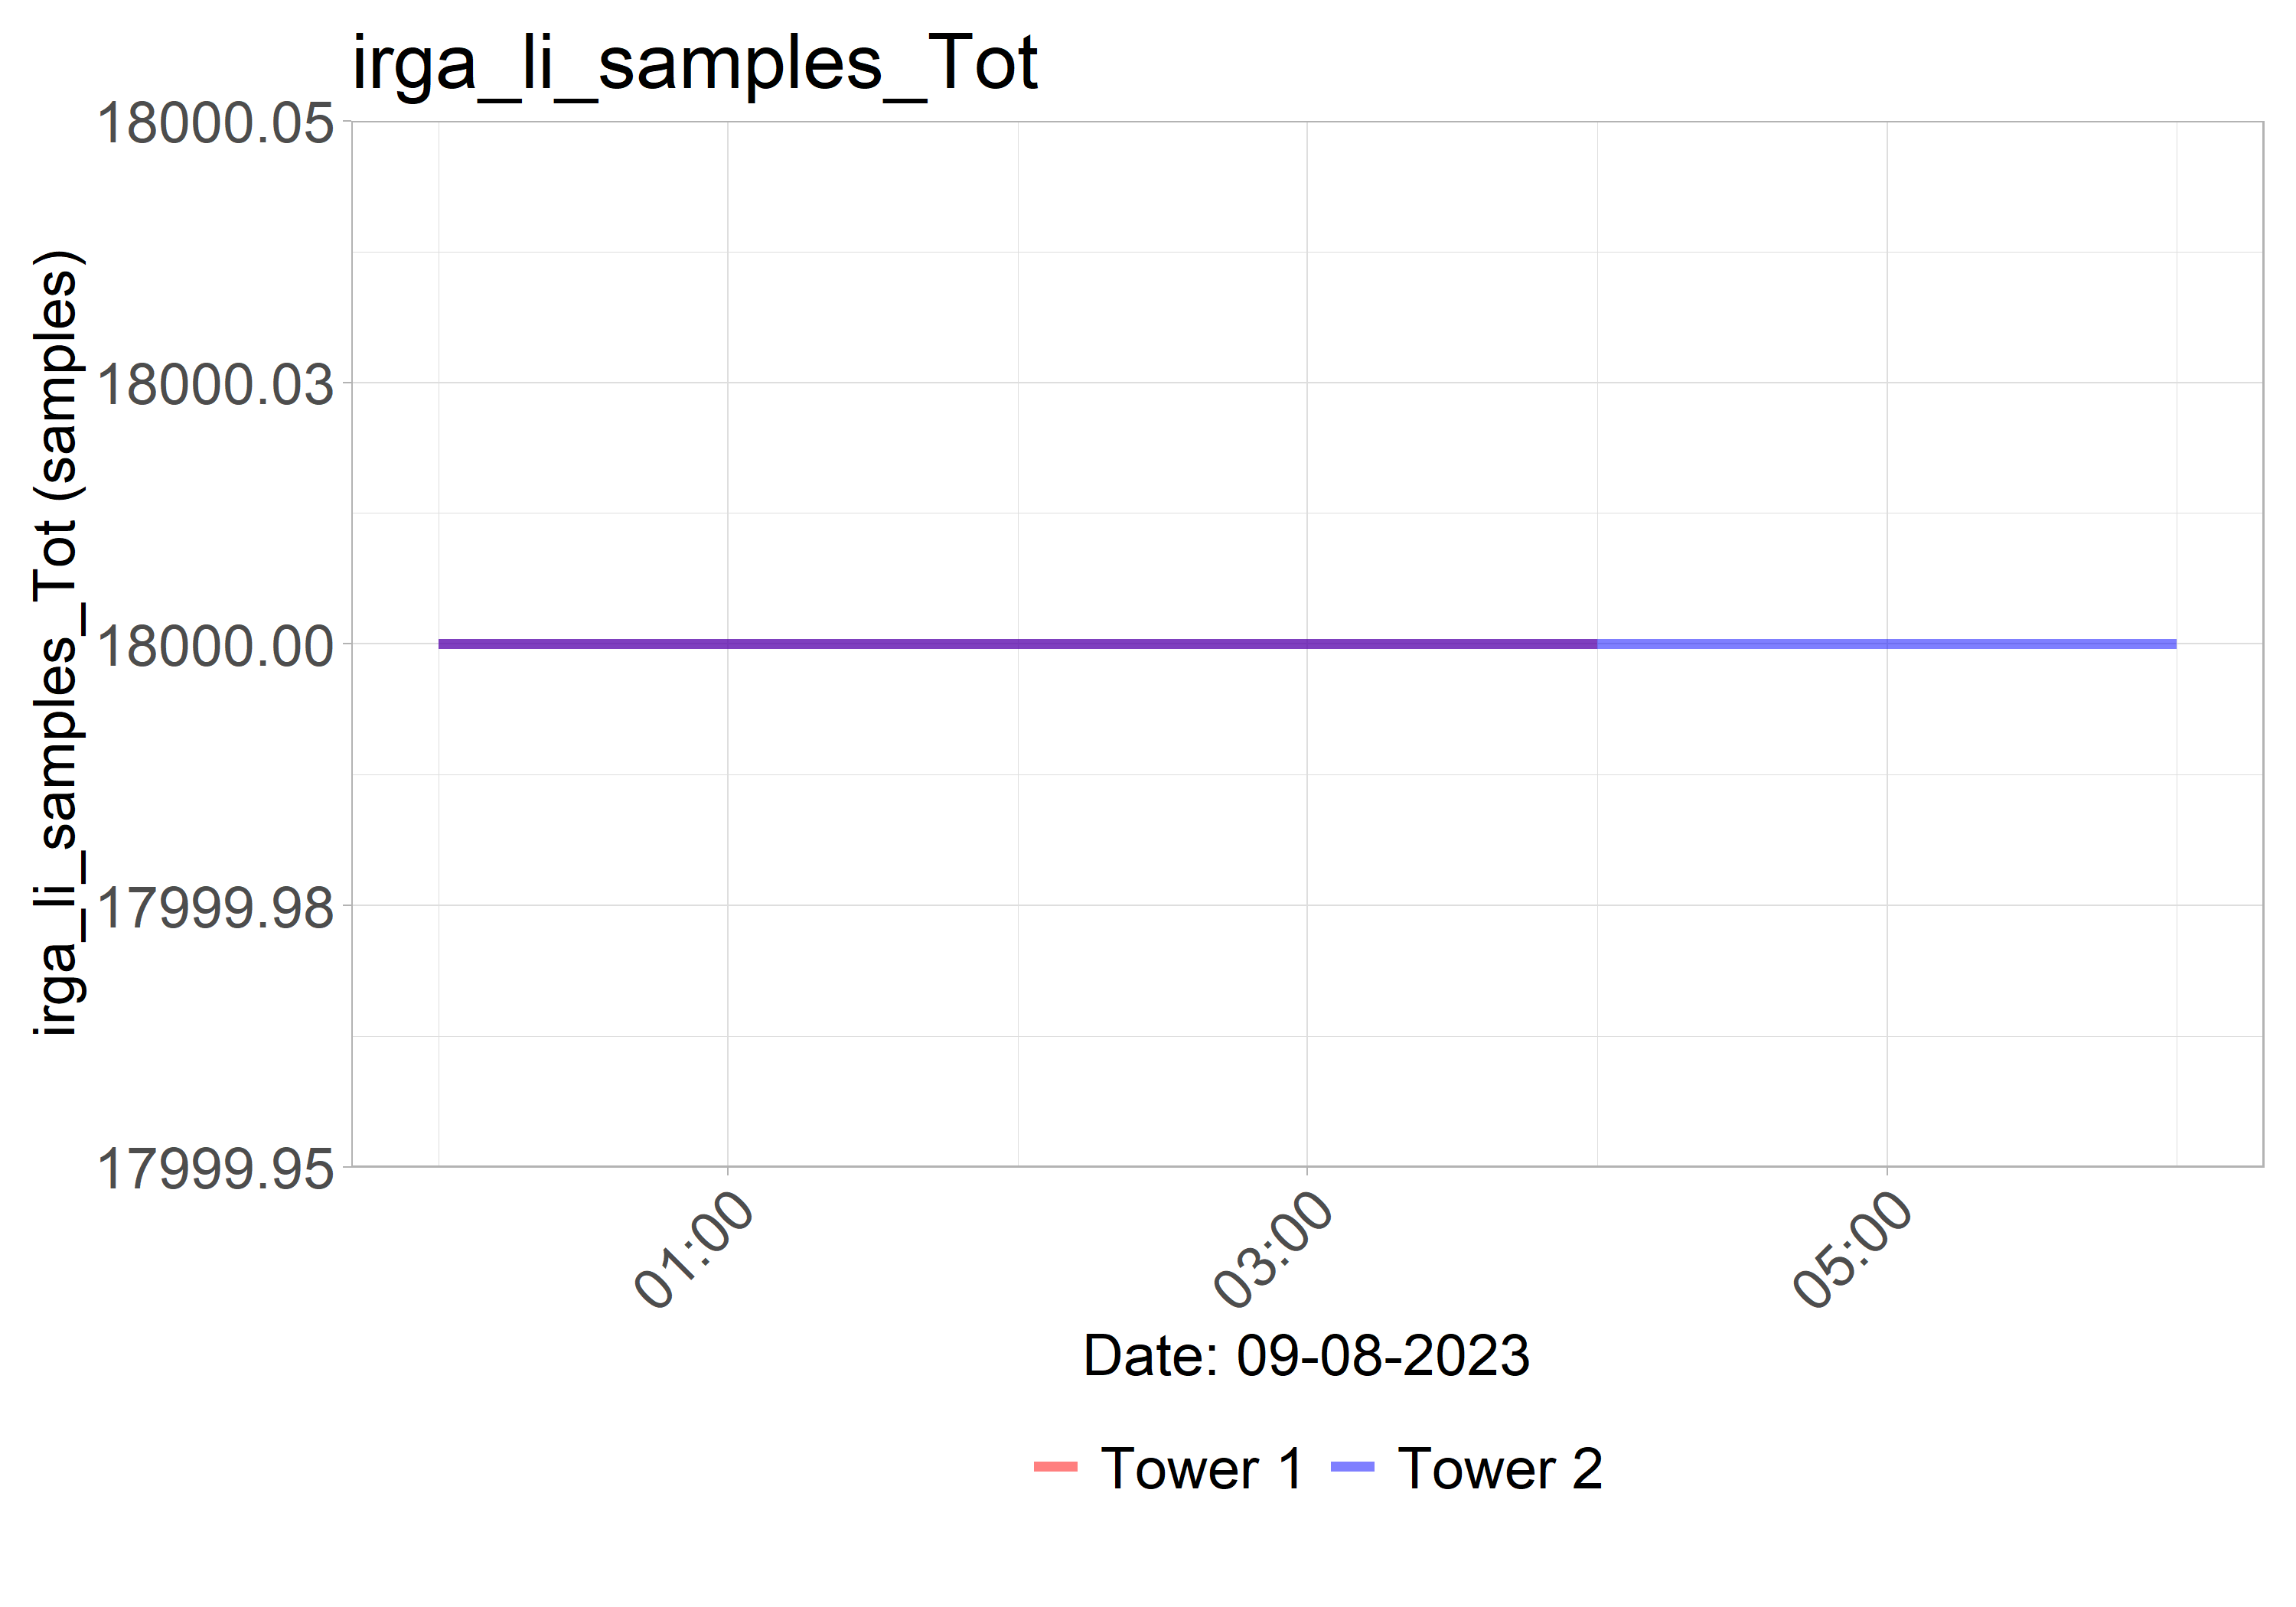 irga_li_samples_Tot
irga_li_samples_Tot (samples)
18000.05
18000.03
18000.00
17999.98
17999.95
01:00
03:00
05:00
Date: 09-08-2023
Tower 1
Tower 2